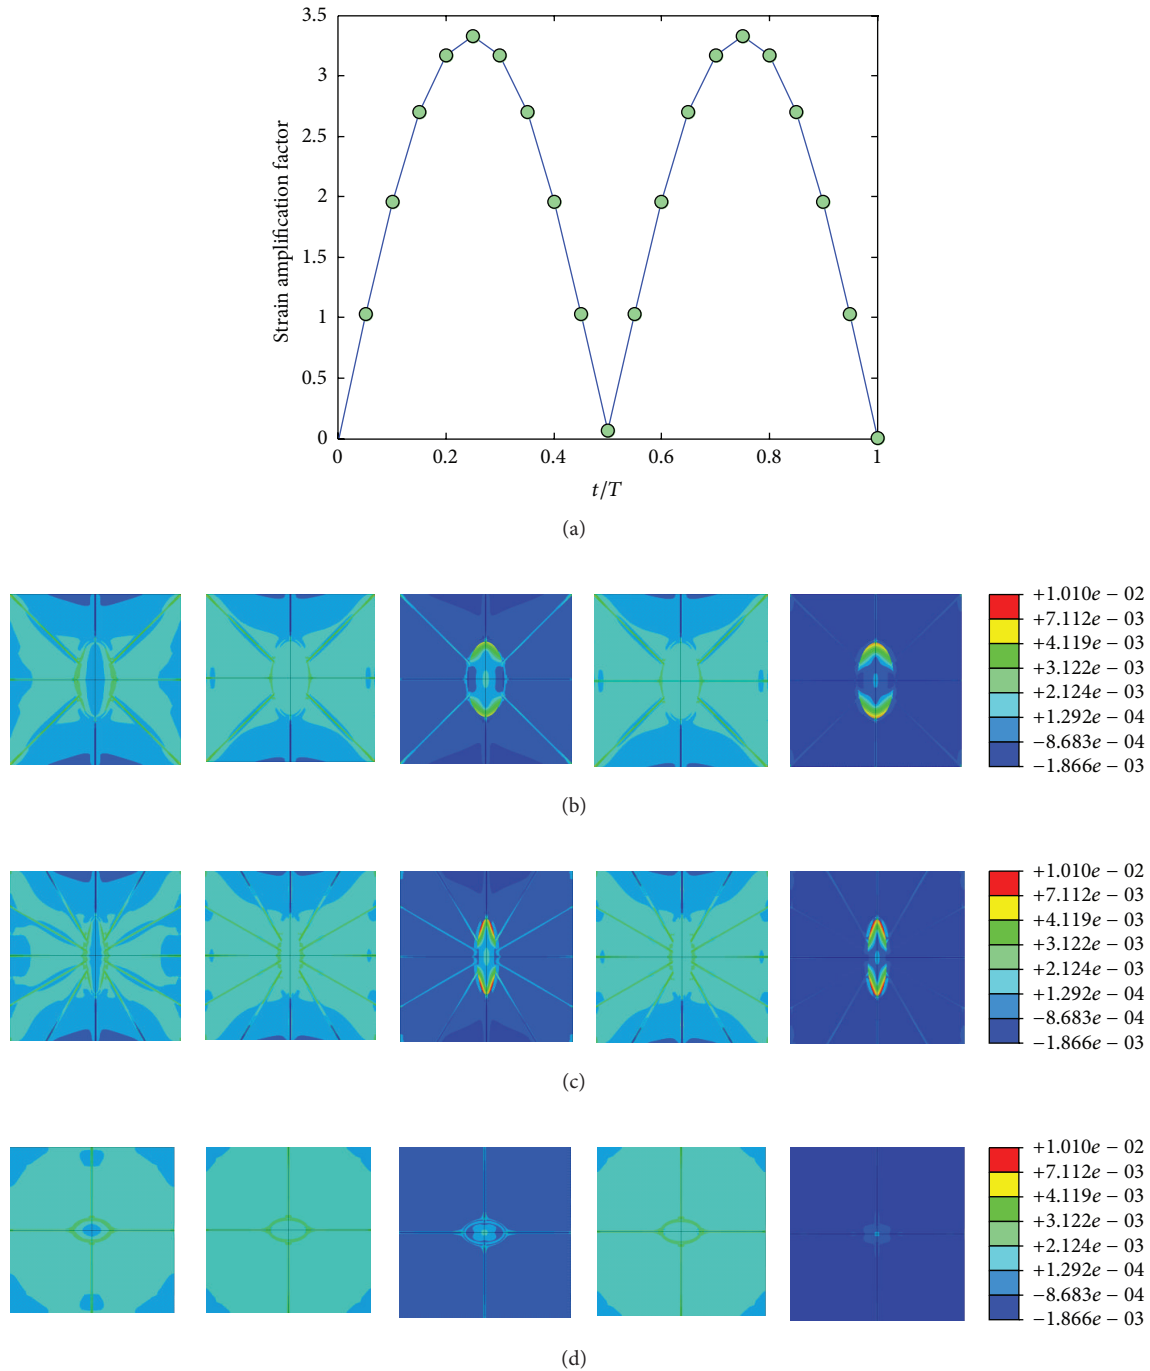 3.5
3
2.5
2
1.5
1
0.5
0
Strain amplification factor
0 0.2 0.4 0.6 0.8 1
t/T
(a)
+1.010e − 02
+7.112e − 03
+4.119e − 03
+3.122e − 03
+2.124e − 03
+1.292e − 04
−8.683e − 04
−1.866e − 03
(b)
+1.010e − 02
+7.112e − 03
+4.119e − 03
+3.122e − 03
+2.124e − 03
+1.292e − 04
−8.683e − 04
−1.866e − 03
(c)
+1.010e − 02
+7.112e − 03
+4.119e − 03
+3.122e − 03
+2.124e − 03
+1.292e − 04
−8.683e − 04
−1.866e − 03
(d)